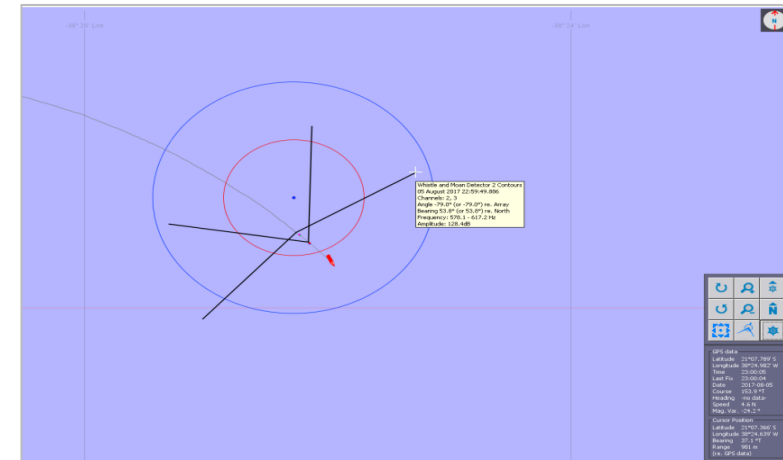 N
Whistle and Moan Detector 2 Contours
05 August 2017 22:59:49.886
Channels: 2, 3
Angle -79.0° (or -79.0°) re. Array
Bearing 53.8° (or 53.8°) re. North
Frequency: 578.1 - 617.2 Hz
Amplitude: 128.4dB
N
GPS data
Latitude 21°07.789' S
Longitude 38°24.982' W
Time 23:00:05
Last Fix 23:00:04
Date 2017-08-05
Course 153.9 °T
Heading -no data-
Speed 4.6 N
Mag. Var. -24.2 °
Cursor Position
Latitude 21°07.366' S
Longitude 38°24.639' W
Bearing 37.1 °T
Range 981 m
(re. GPS data)